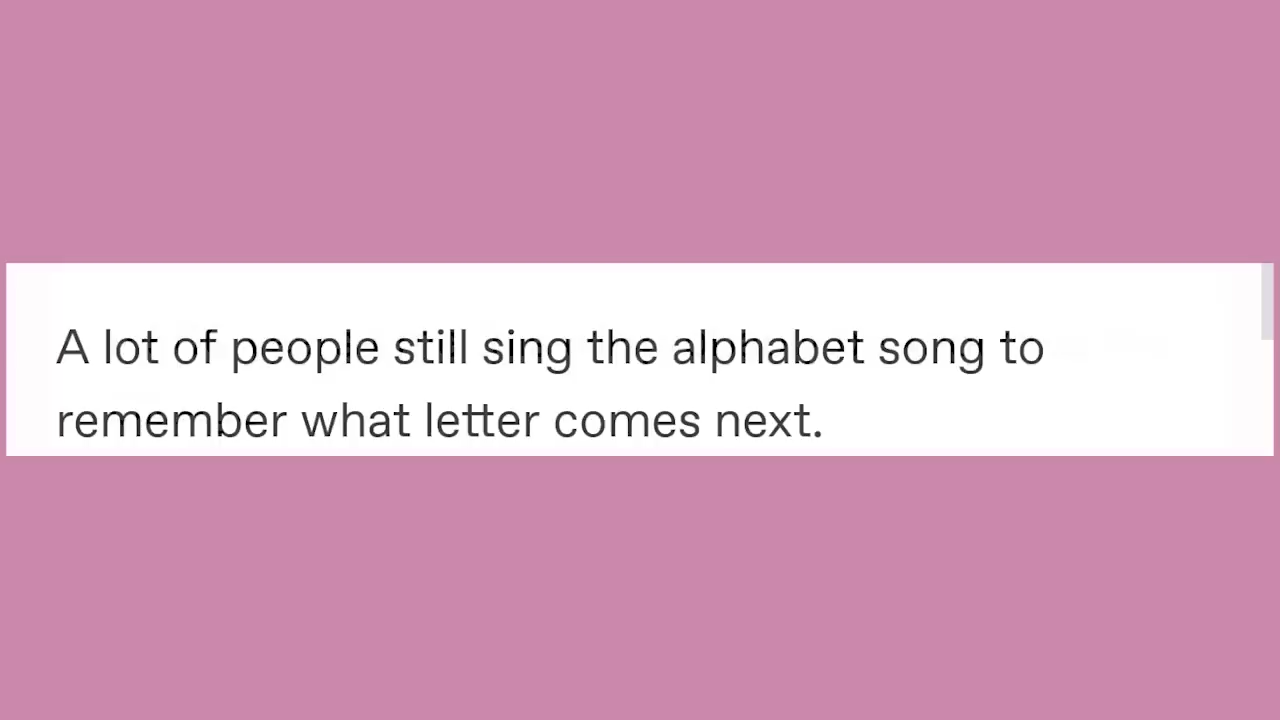 A lot of people still sing the alphabet song to
remember what letter comes next.